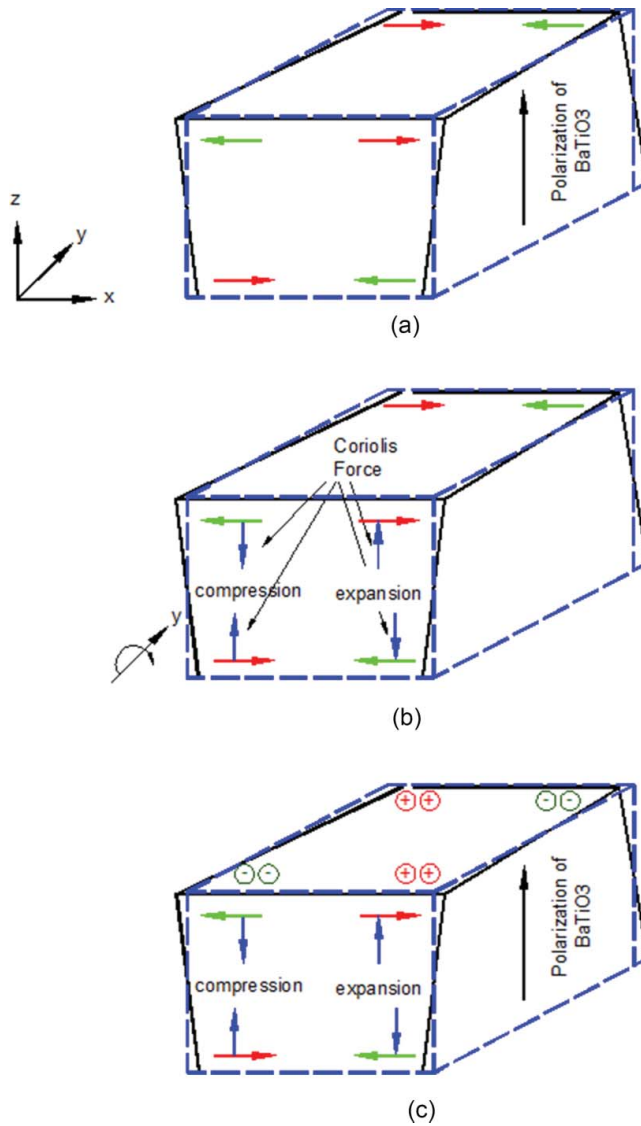 Polarization of
BaTiO3
z
y
x
(a)
Coriolis
Force
compression
expansion
y
(b)
+ +
- -
- -
+ +
Polarization of
BaTiO3
compression
expansion
(c)